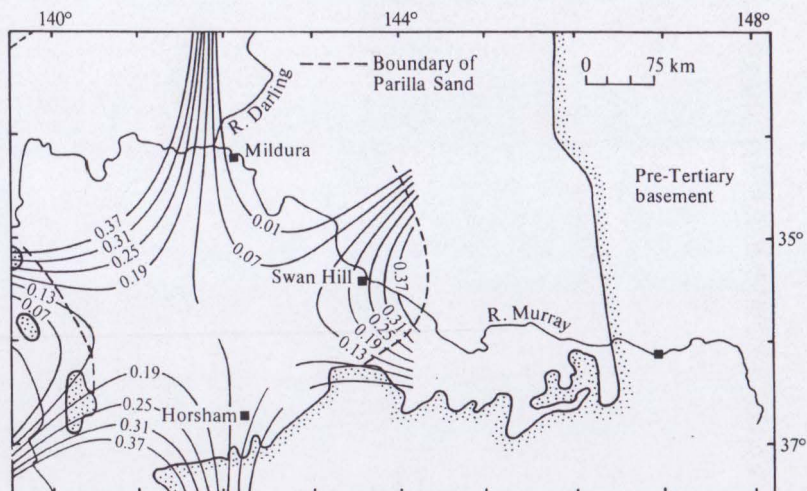 140°
144°
148°
Boundary of
Parilla Sand
0 75 km
R. Darling
Mildura
Pre-Tertiary
basement
0.37
0.31
0.25
0.19
0.01
0.07
35°
0.37
Swan Hill
0.13
0.07
0.31
0.25
0.19
0.13
R. Murray
0.19
0.25
0.31
0.37
Horsham
37°